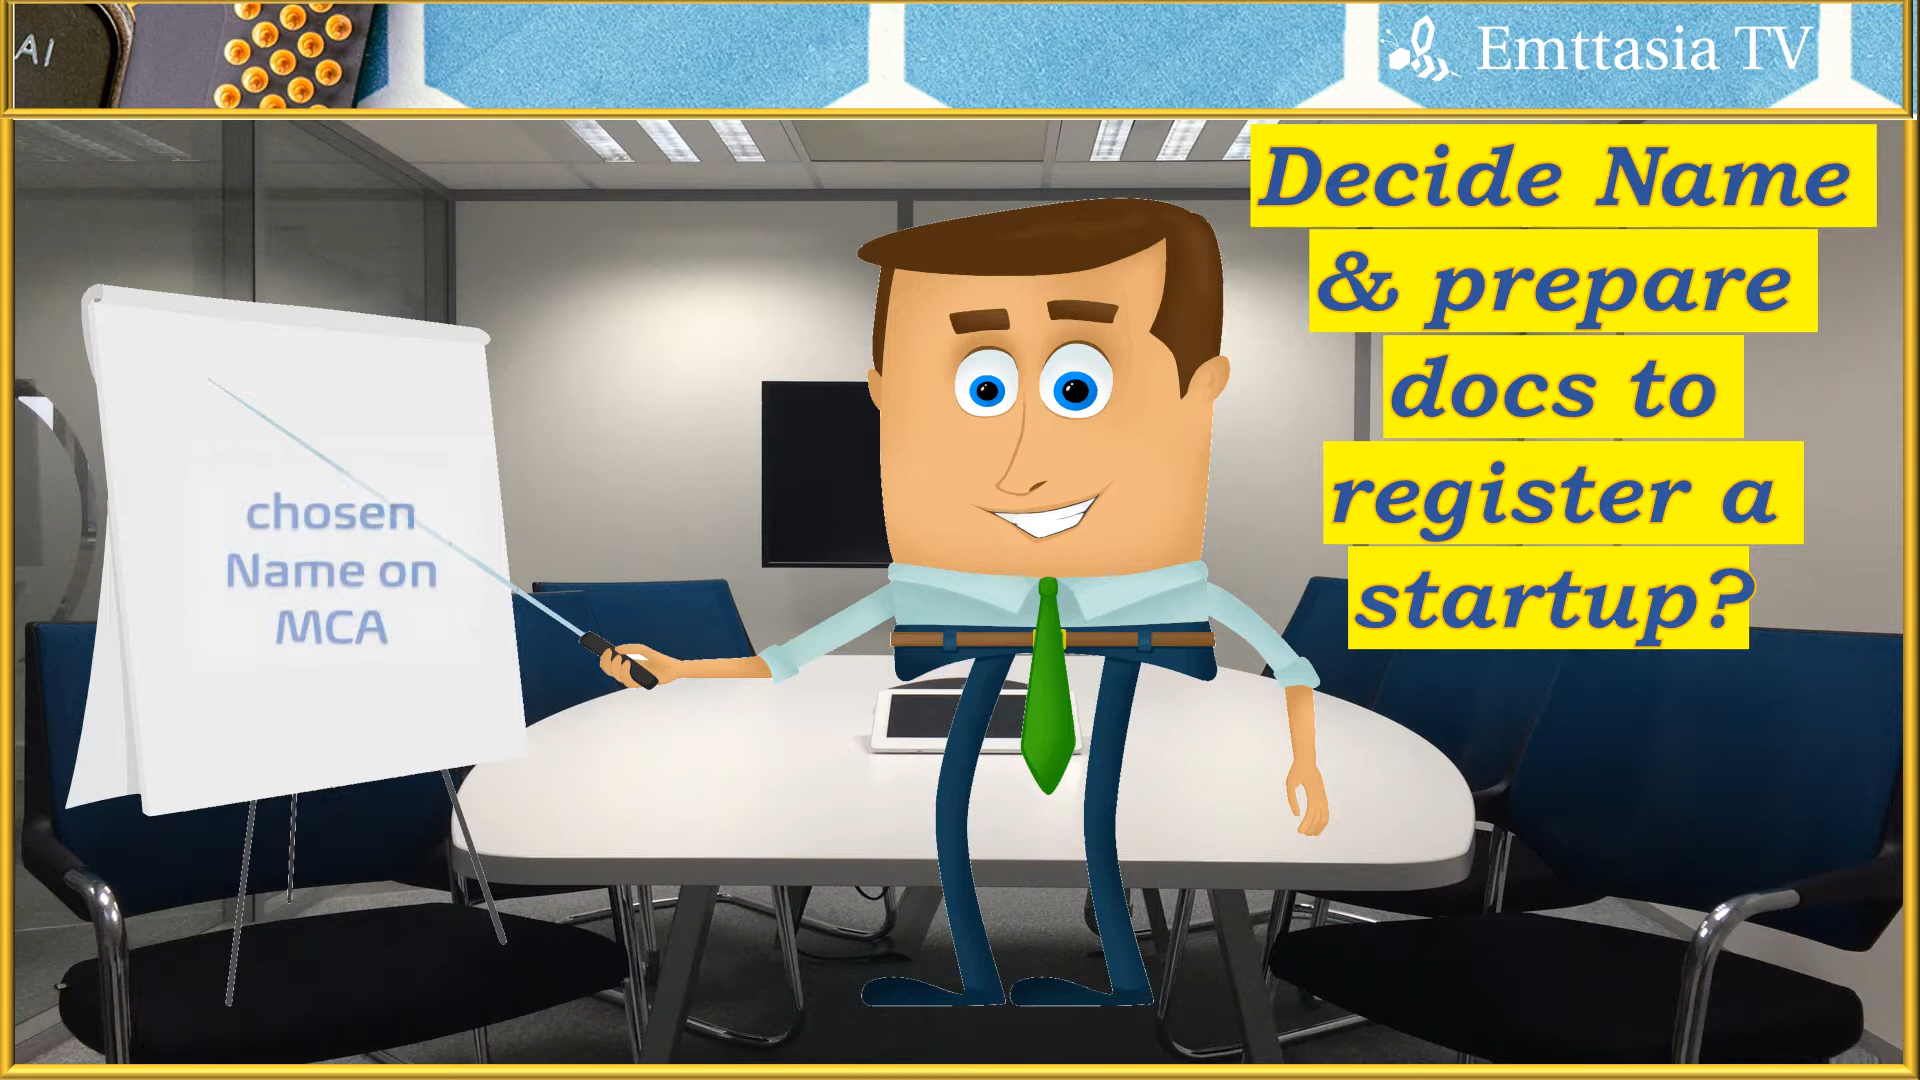 AI
Emttasia TV
Decide Name
& prepare
docs to
register a
startup?
chosen
Name on
MCA